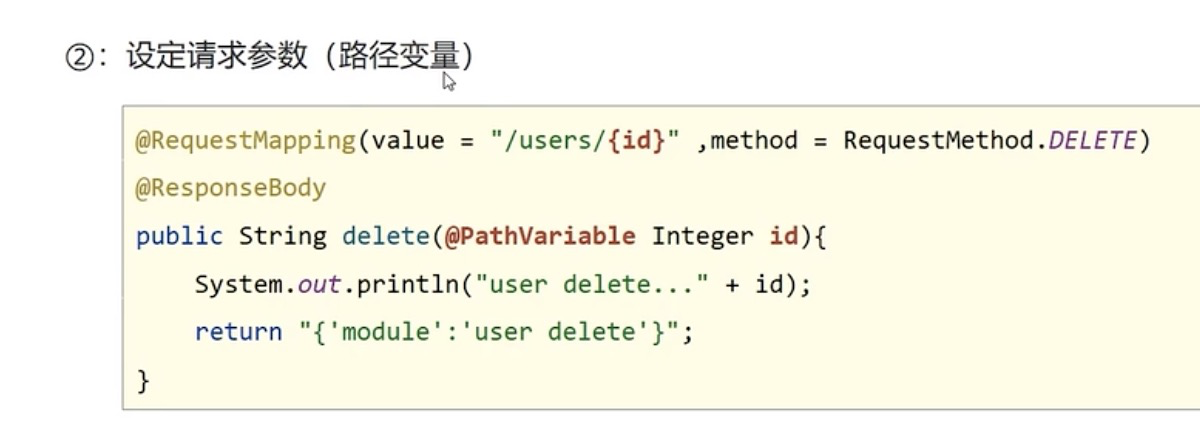 ②：设定请求参数（路径变量）
@RequestMapping(value = "/users/{id}" ,method = RequestMethod.DELETE)
@ResponseBody
public String delete(@PathVariable Integer id){
    System.out.println("user delete..." + id);
    return "{'module':'user delete'}";
}